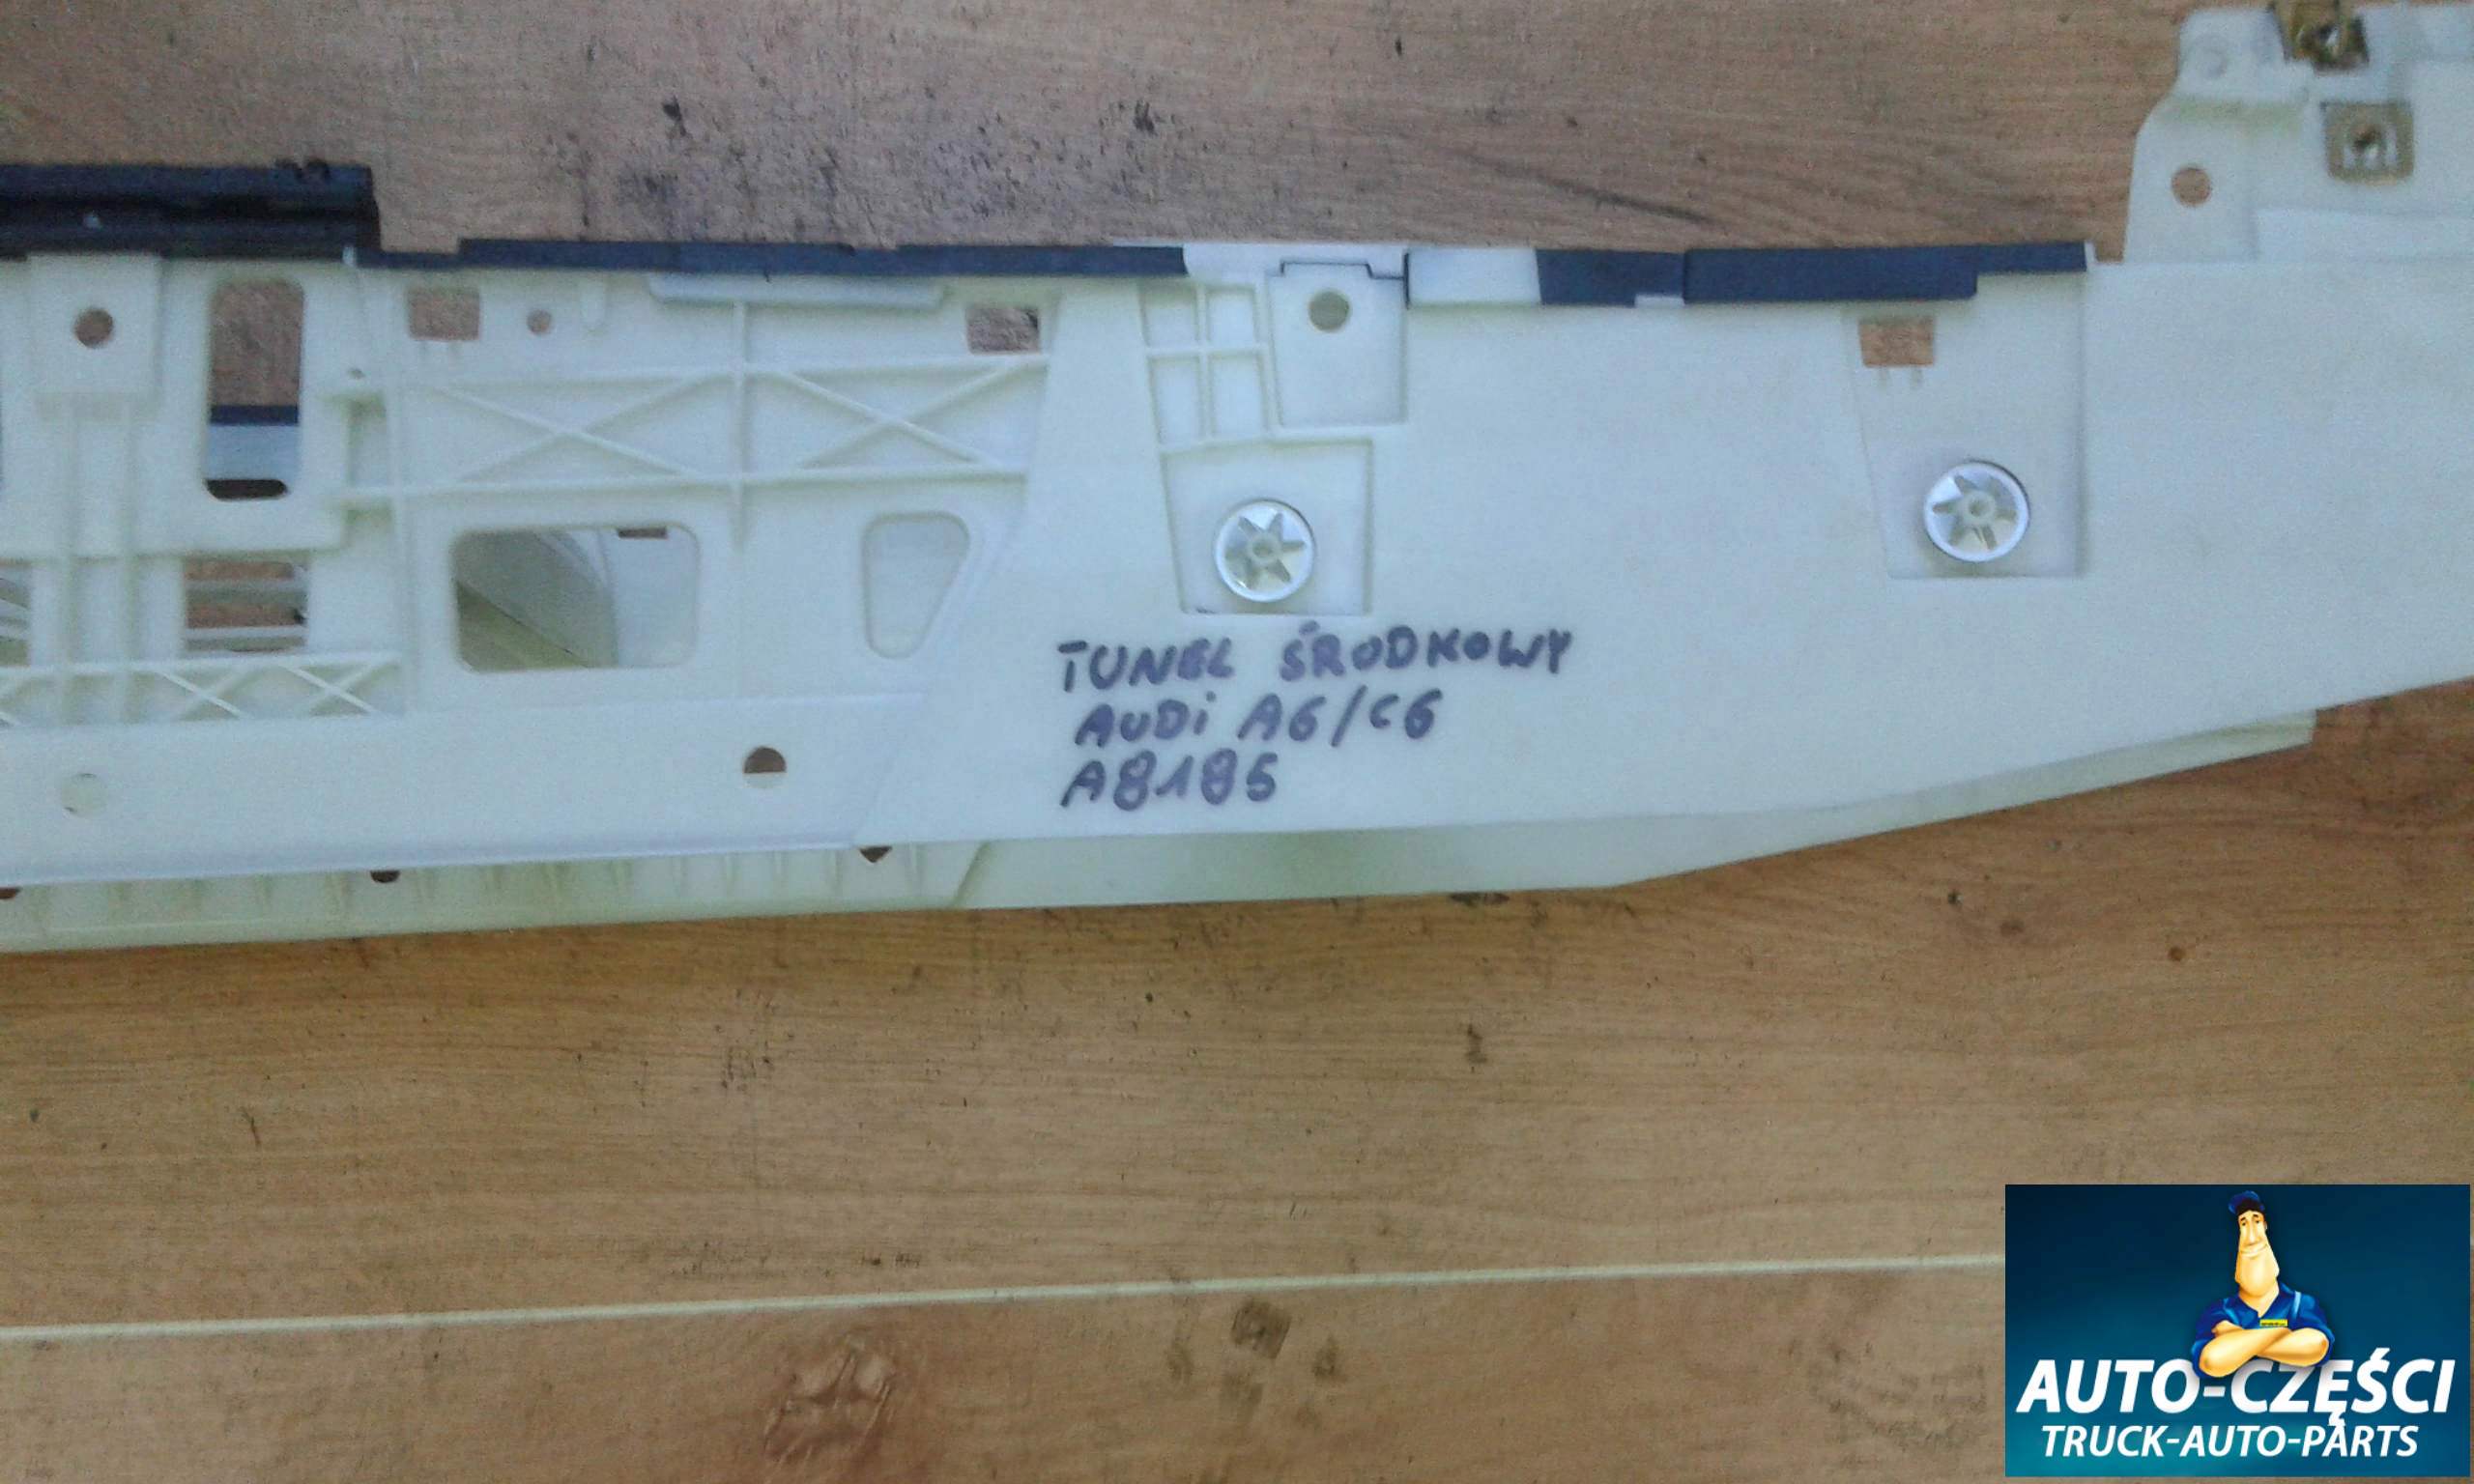 TUNEL ŚRODKOWY
AUDi A6/C6
A8185
AUTO-CZĘŚCI
TRUCK-AUTO-PARTS